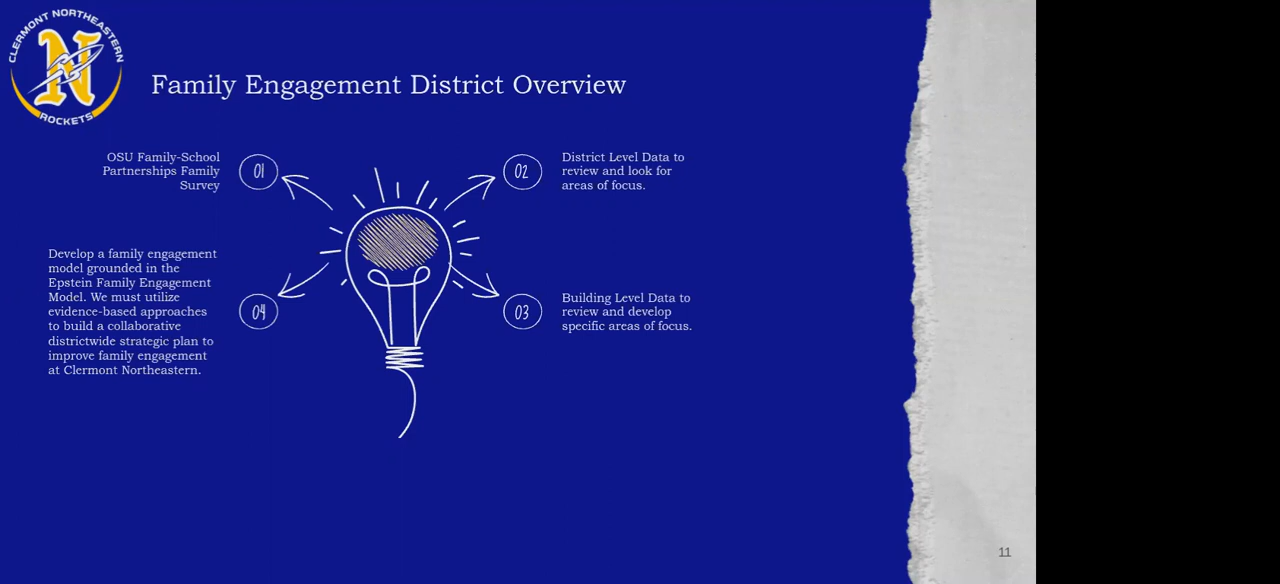 CLERMONT NORTHEASTERN
N
ROCKETS
Family Engagement District Overview
OSU Family-School
Partnerships Family
Survey
01
02
District Level Data to
review and look for
areas of focus.
Develop a family engagement
model grounded in the
Epstein Family Engagement
Model. We must utilize
evidence-based approaches
to build a collaborative
districtwide strategic plan to
improve family engagement
at Clermont Northeastern.
04
03
Building Level Data to
review and develop
specific areas of focus.
11